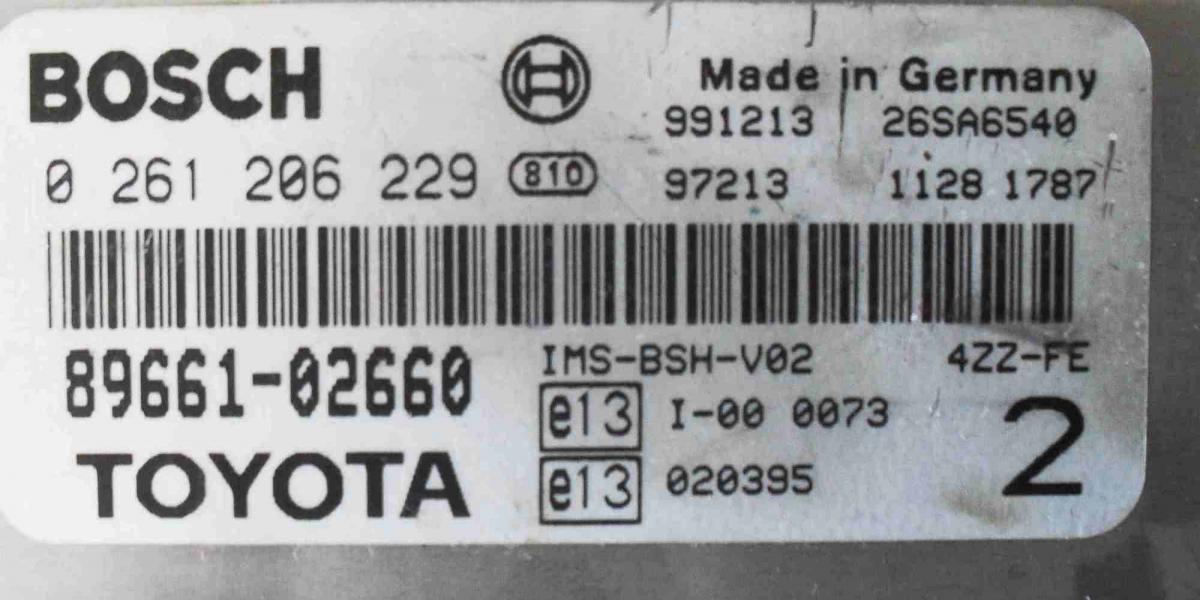 BOSCH
Made in Germany
991213 26SA6540
0 261 206 229 810
97213 1128 1787
89661-02660
IMS-BSH-V02 4ZZ-FE
e13 I-00 0073
2
TOYOTA
e13 020395